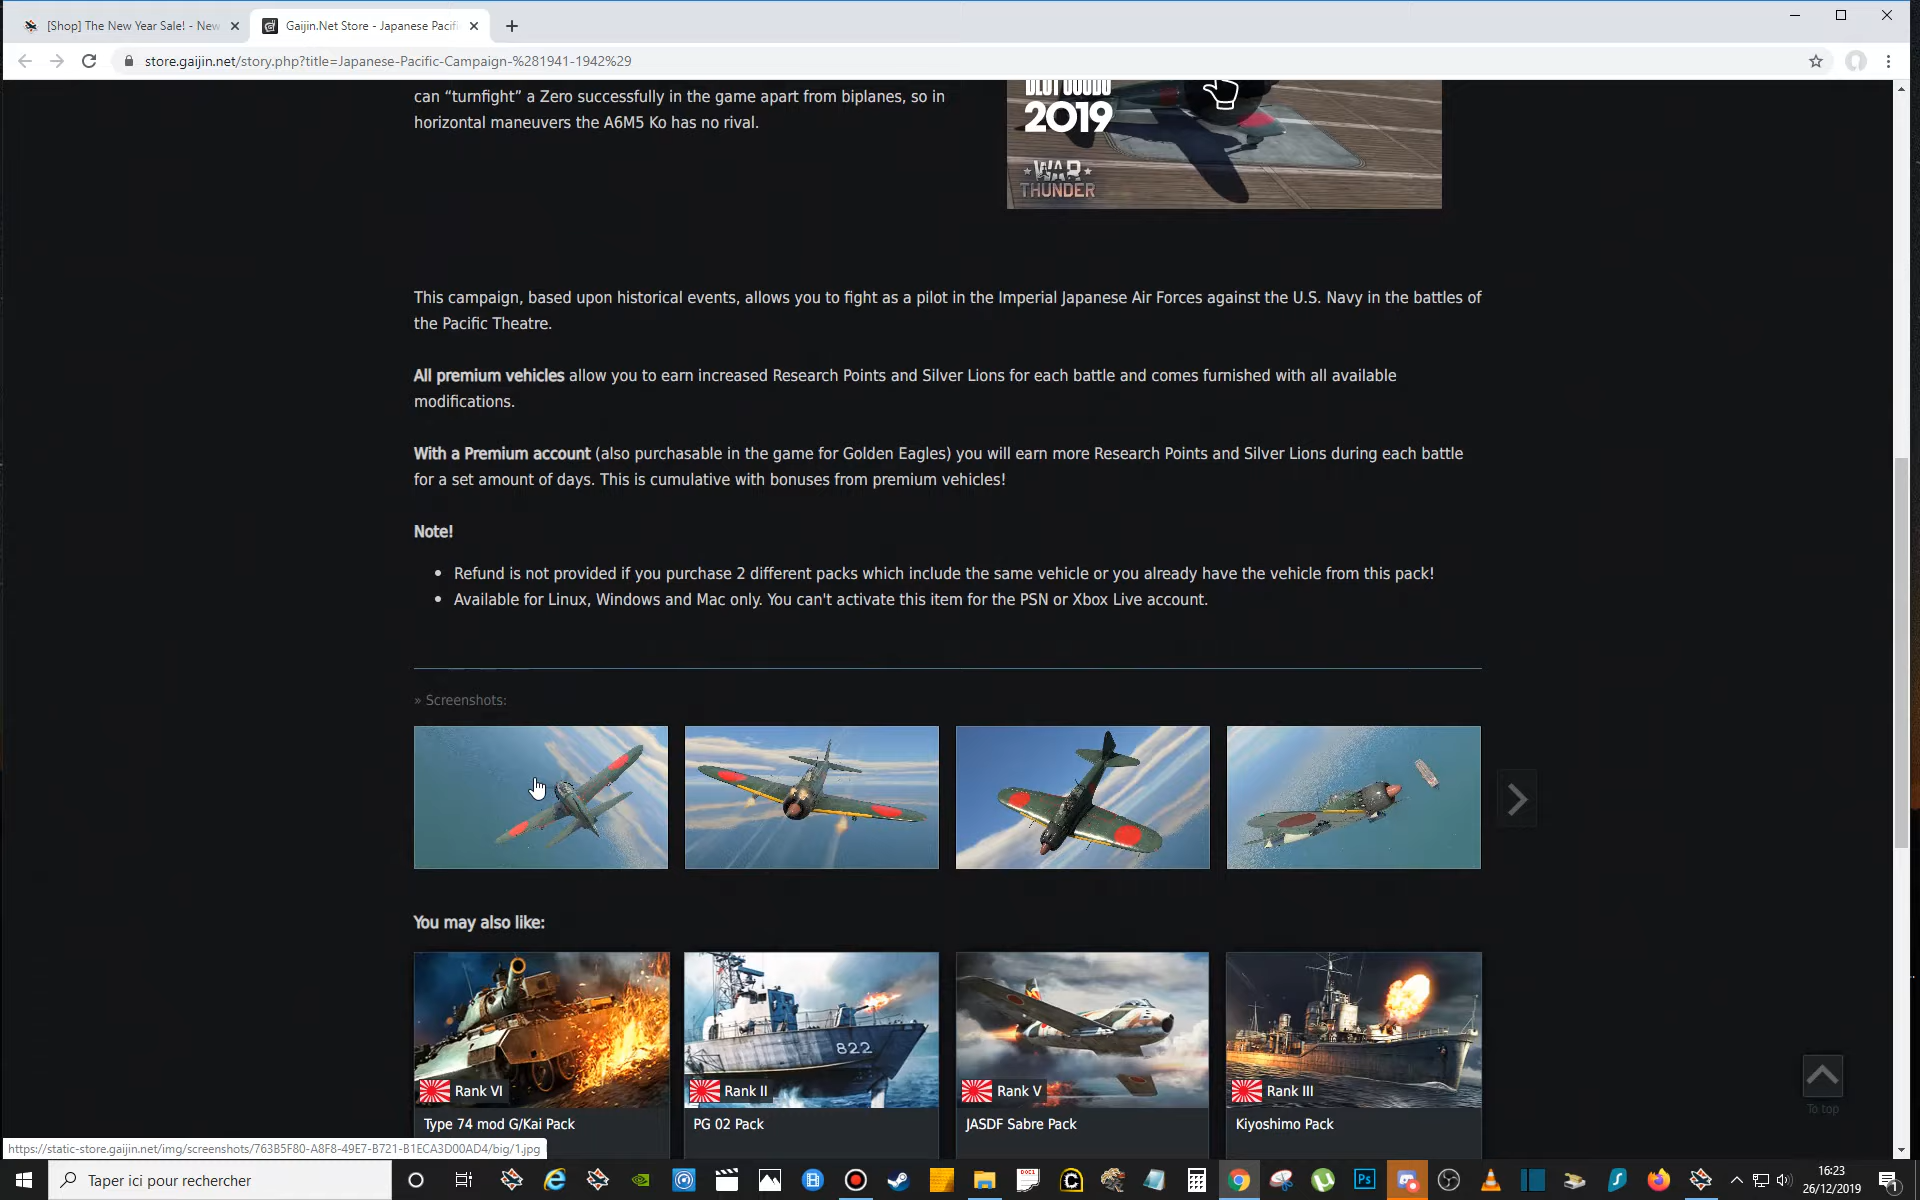 [Shop] The New Year Sale! - New
Gaijin.Net Store - Japanese Pacifi
store.gaijin.net/story.php?title=Japanese-Pacific-Campaign-%281941-1942%29
can “turnfight” a Zero successfully in the game apart from biplanes, so in
horizontal maneuvers the A6M5 Ko has no rival.
2019
WAR
THUNDER
This campaign, based upon historical events, allows you to fight as a pilot in the Imperial Japanese Air Forces against the U.S. Navy in the battles of
the Pacific Theatre.
All premium vehicles allow you to earn increased Research Points and Silver Lions for each battle and comes furnished with all available
modifications.
With a Premium account (also purchasable in the game for Golden Eagles) you will earn more Research Points and Silver Lions during each battle
for a set amount of days. This is cumulative with bonuses from premium vehicles!
Note!
• Refund is not provided if you purchase 2 different packs which include the same vehicle or you already have the vehicle from this pack!
• Available for Linux, Windows and Mac only. You can't activate this item for the PSN or Xbox Live account.
» Screenshots:
You may also like:
822
Rank VI
Rank II
Rank V
Rank III
Type 74 mod G/Kai Pack
PG 02 Pack
JASDF Sabre Pack
Kiyoshimo Pack
To top
https://static-store.gaijin.net/img/screenshots/763B5F80-A8F8-49E7-B721-B1ECA3D00AD4/big/1.jpg
Taper ici pour rechercher
Ps
16:23
26/12/2019
1